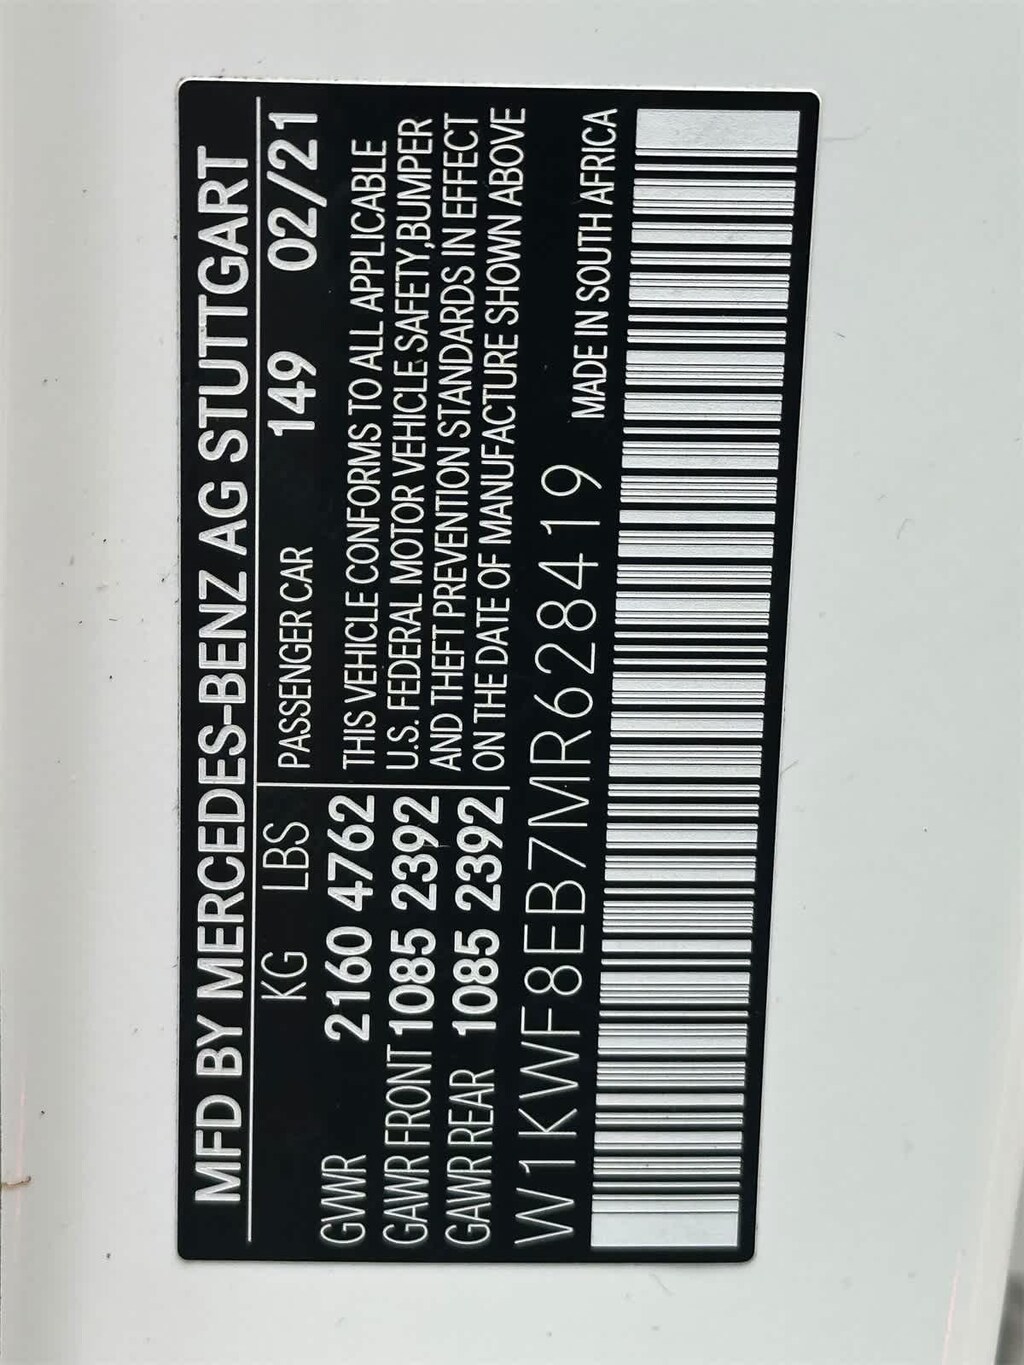 MFD BY MERCEDES-BENZ AG STUTTGART
KG LBS PASSENGER CAR 149 02/21
GVWR 2160 4762
GAWR FRONT 1085 2392
GAWR REAR 1085 2392
THIS VEHICLE CONFORMS TO ALL APPLICABLE
U.S. FEDERAL MOTOR VEHICLE SAFETY,BUMPER
AND THEFT PREVENTION STANDARDS IN EFFECT
ON THE DATE OF MANUFACTURE SHOWN ABOVE
W1KWF8EB7MR628419
MADE IN SOUTH AFRICA